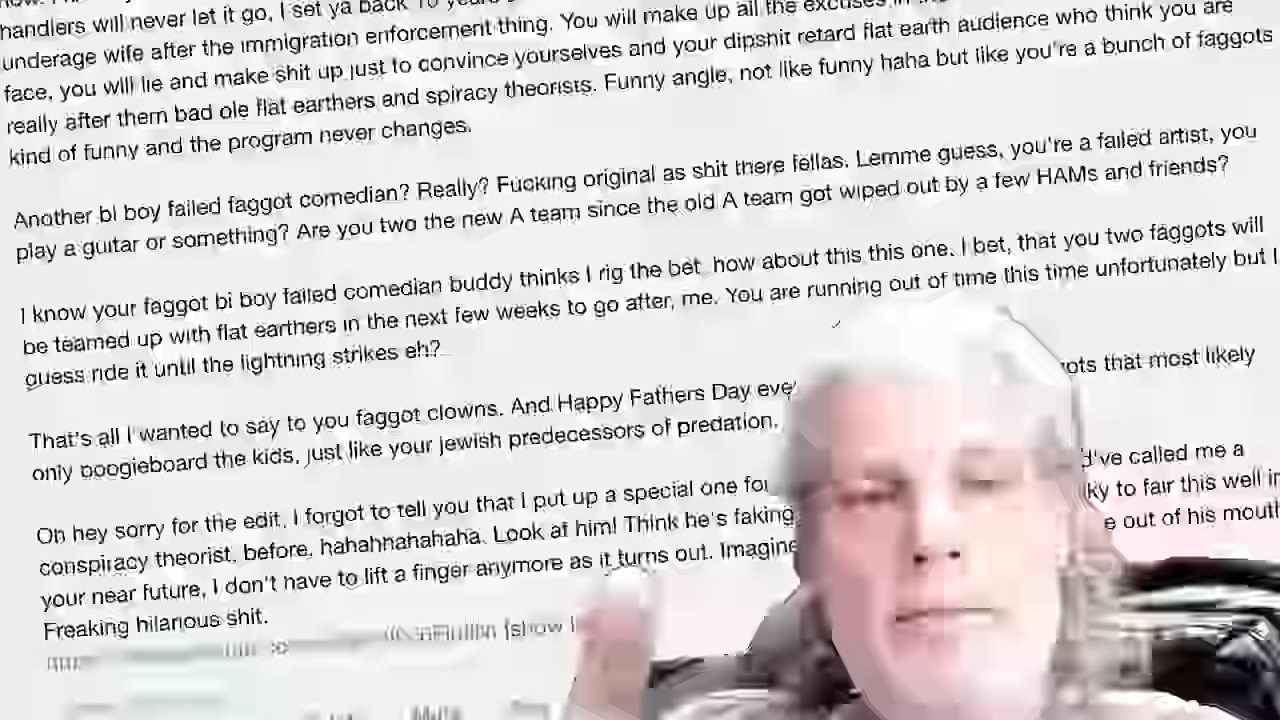 handlers will never let it go, I set ya back 10 years
underage wife after the immigration enforcement thing. You will make up all the excuses in
face, you will lie and make shit up just to convince yourselves and your dipshit retard flat earth audience who think you are
really after them bad ole flat earthers and spiracy theorists. Funny angle, not like funny haha but like you're a bunch of faggots
kind of funny and the program never changes.
Another bi boy failed faggot comedian? Really? Fucking original as shit there fellas. Lemme guess, you're a failed artist, you
play a guitar or something? Are you two the new A team since the old A team got wiped out by a few HAMs and friends?
I know your faggot bi boy failed comedian buddy thinks I rig the bet, how about this this one. I bet, that you two faggots will
be teamed up with flat earthers in the next few weeks to go after, me. You are running out of time this time unfortunately but I
guess ride it until the lightning strikes eh?
That's all I wanted to say to you faggot clowns. And Happy Fathers Day that most likely
only boogieboard the kids, just like your jewish predecessors of predation.
Oh hey sorry for the edit, I forgot to tell you that I put up a special one called me a
conspiracy theorist, before, hahahnahahaha. Look at him! Think he's faking to fair this well in
your near future, I don't have to lift a finger anymore as it turns out. Imagine out of his mouth
Freaking hilarious shit.
(show